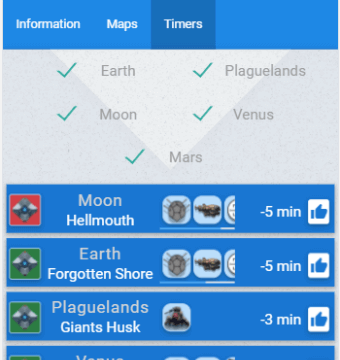 Information Maps Timers
Earth Plaguelands
Moon Venus
Mars
Moon
Hellmouth
-5 min
Earth
Forgotten Shore
-5 min
Plaguelands
Giants Husk
-3 min
Venus